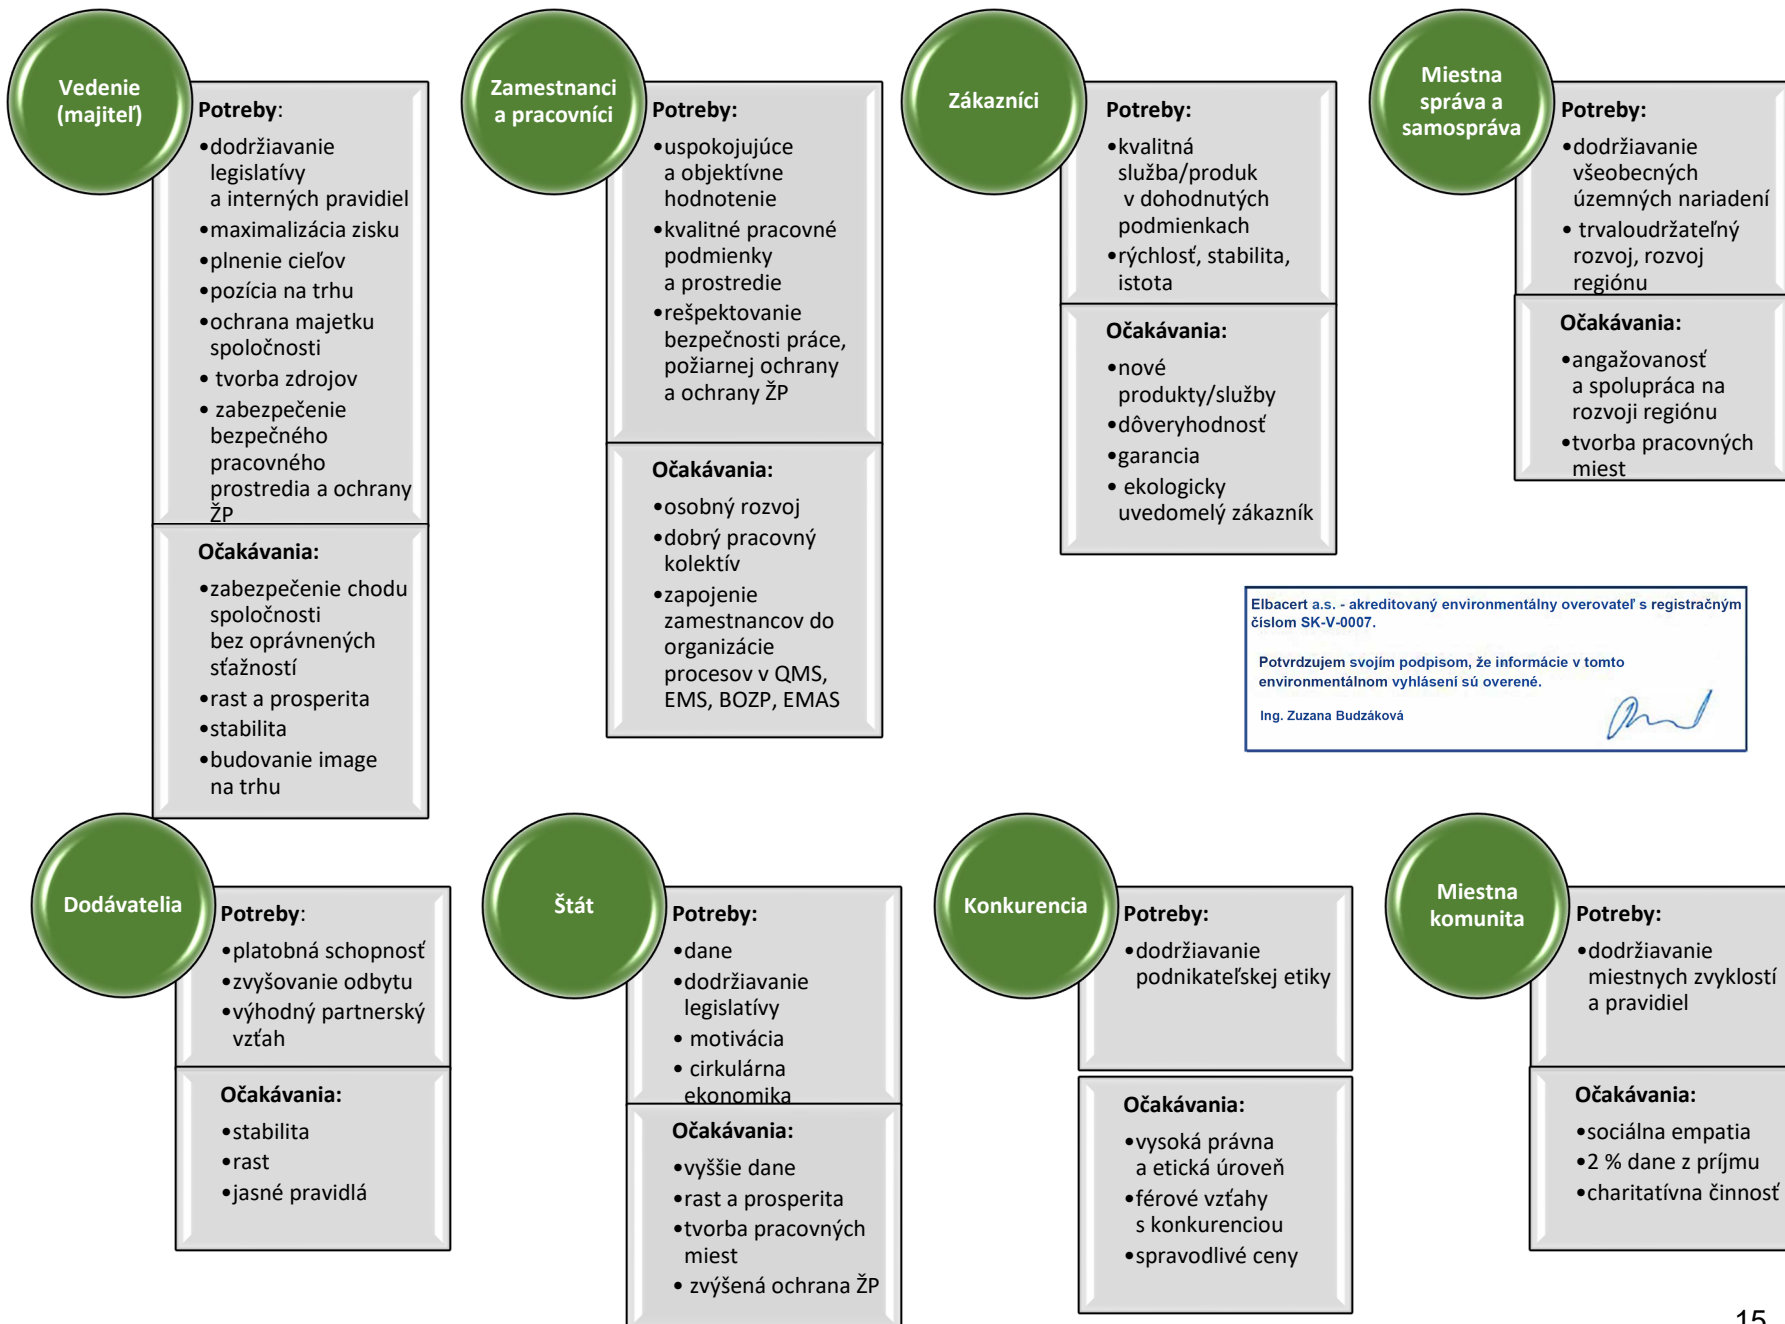 Vedenie
(majiteľ)
Potreby:
•dodržiavanie
legislatívy
a interných pravidiel
•maximalizácia zisku
•plnenie cieľov
•pozícia na trhu
•ochrana majetku
spoločnosti
• tvorba zdrojov
• zabezpečenie
bezpečného
pracovného
prostredia a ochrany
ŽP
Očakávania:
•zabezpečenie chodu
spoločnosti
bez oprávnených
sťažností
•rast a prosperita
•stabilita
•budovanie image
na trhu
Zamestnanci
a pracovníci
Potreby:
•uspokojujúce
a objektívne
hodnotenie
•kvalitné pracovné
podmienky
a prostredie
•rešpektovanie
bezpečnosti práce,
požiarnej ochrany
a ochrany ŽP
Očakávania:
•osobný rozvoj
•dobrý pracovný
kolektív
•zapojenie
zamestnancov do
organizácie
procesov v QMS,
EMS, BOZP, EMAS
Zákazníci
Potreby:
•kvalitná
služba/produk
v dohodnutých
podmienkach
•rýchlosť, stabilita,
istota
Očakávania:
•nové
produkty/služby
•dôveryhodnosť
•garancia
• ekologicky
uvedomelý zákazník
Miestna
správa a
samospráva
Potreby:
•dodržiavanie
všeobecných
územných nariadení
• trvaloudržateľný
rozvoj, rozvoj
regiónu
Očakávania:
•angažovanosť
a spolupráca na
rozvoji regiónu
•tvorba pracovných
miest
Elbacert a.s. - akreditovaný environmentálny overovateľ s registračným
číslom SK-V-0007.
Potvrdzujem svojím podpisom, že informácie v tomto
environmentálnom vyhlásení sú overené.
Ing. Zuzana Budzáková
Dodávatelia
Potreby:
•platobná schopnosť
•zvyšovanie odbytu
•výhodný partnerský
vzťah
Očakávania:
•stabilita
•rast
•jasné pravidlá
Štát
Potreby:
•dane
•dodržiavanie
legislatívy
• motivácia
• cirkulárna
ekonomika
Očakávania:
•vyššie dane
•rast a prosperita
•tvorba pracovných
miest
• zvýšená ochrana ŽP
Konkurencia
Potreby:
•dodržiavanie
podnikateľskej etiky
Očakávania:
•vysoká právna
a etická úroveň
•férové vzťahy
s konkurenciou
•spravodlivé ceny
Miestna
komunita
Potreby:
•dodržiavanie
miestnych zvyklostí
a pravidiel
Očakávania:
•sociálna empatia
•2 % dane z príjmu
•charitatívna činnosť
15